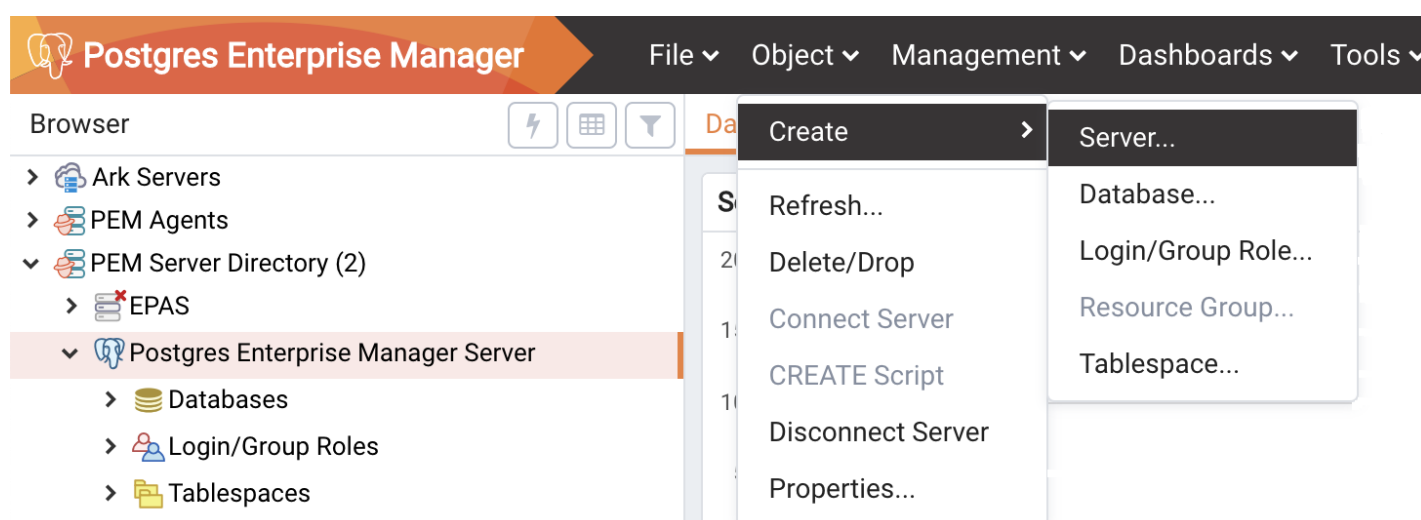 Postgres Enterprise Manager
File Object Management Dashboards Tools
Browser
Ark Servers
PEM Agents
PEM Server Directory (2)
EPAS
Postgres Enterprise Manager Server
Databases
Login/Group Roles
Tablespaces
Da
Create
Refresh...
Delete/Drop
Connect Server
CREATE Script
Disconnect Server
Properties...
Server...
Database...
Login/Group Role...
Resource Group...
Tablespace...